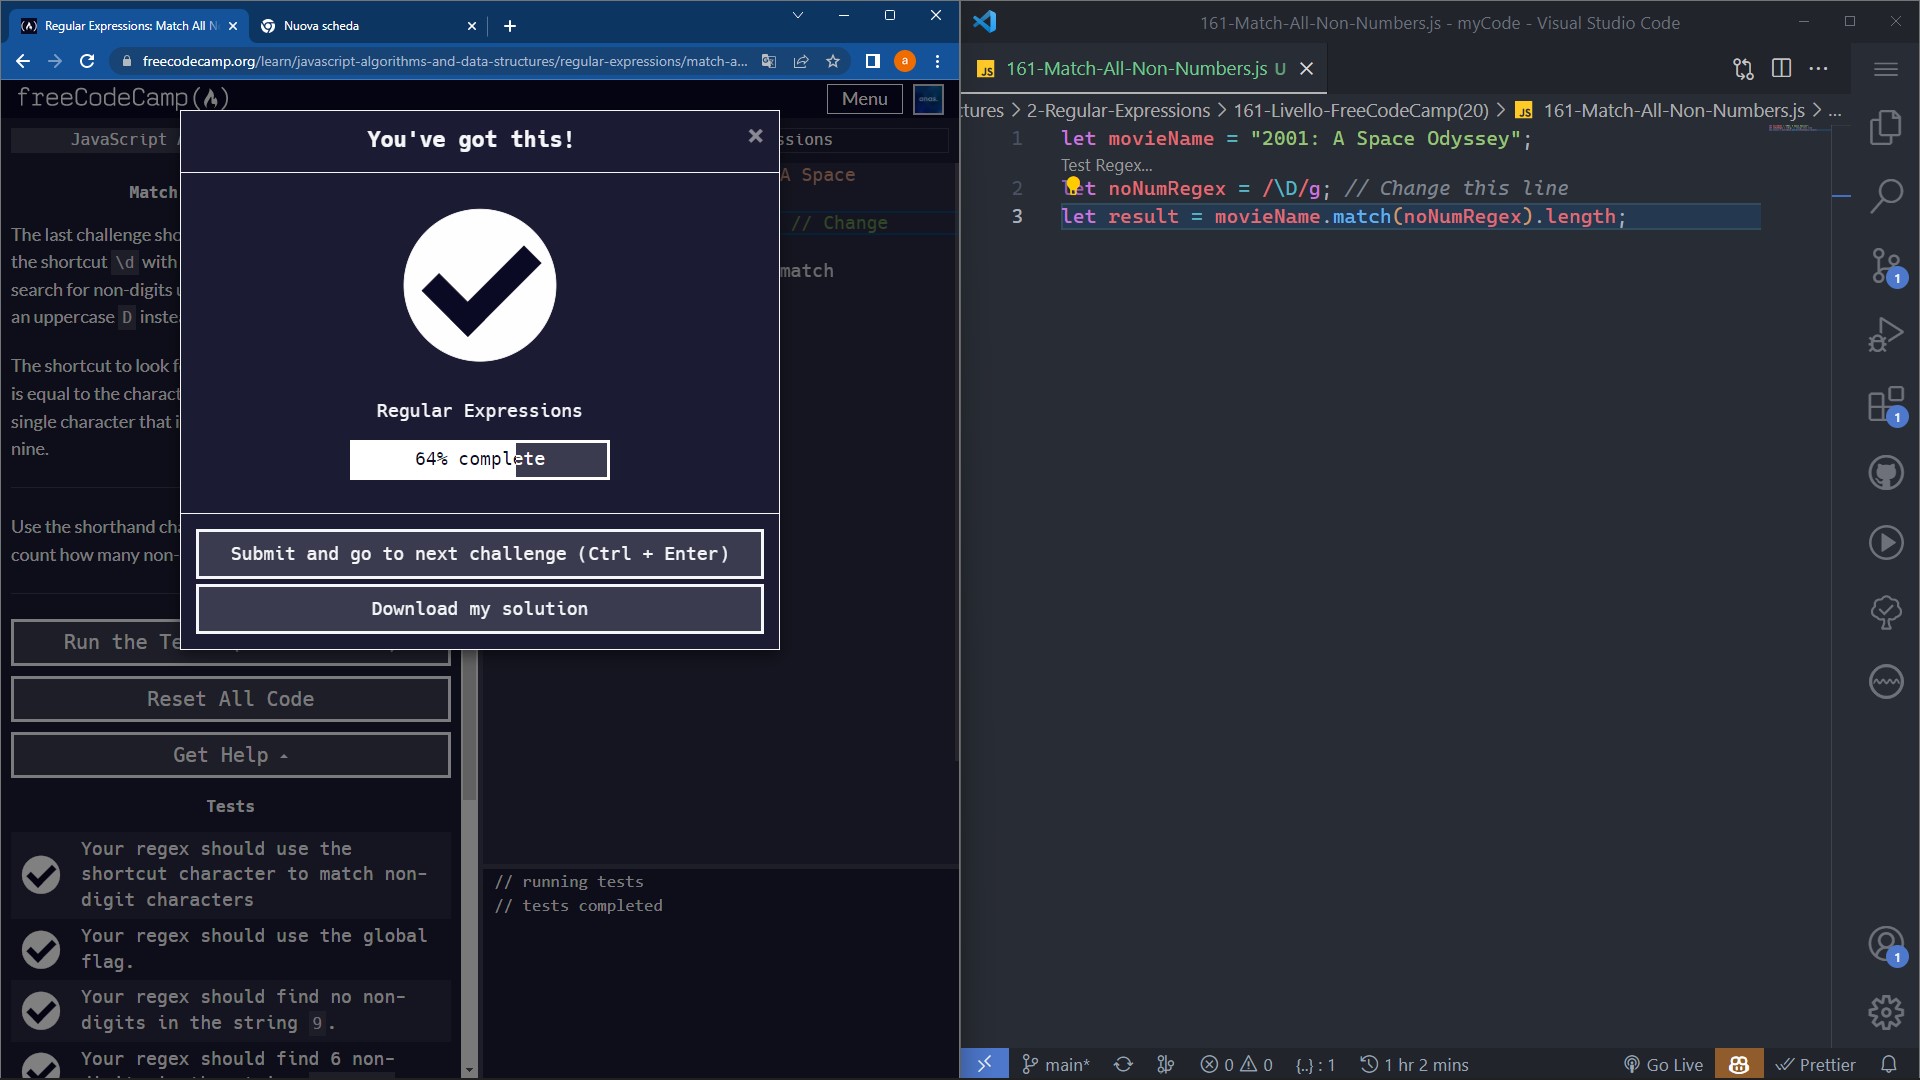 Regular Expressions: Match All N
Nuova scheda
freecodecamp.org/learn/javascript-algorithms-and-data-structures/regular-expressions/match-a...
a
freeCodeCamp(
Menu
JavaScript
ssions
Match
The last challenge sho
the shortcut \d with
search for non-digits
an uppercase D inste
The shortcut to look f
is equal to the charact
single character that i
nine.
Use the shorthand cha
count how many non-
Run the Te
Reset All Code
Get Help
Tests
Your regex should use the
shortcut character to match non-
digit characters
Your regex should use the global
flag.
Your regex should find no non-
digits in the string 9.
Your regex should find 6 non-
A Space
// Change
match
// running tests
// tests completed
You've got this!
Regular Expressions
64% complete
Submit and go to next challenge (Ctrl + Enter)
Download my solution
161-Match-All-Non-Numbers.js - myCode - Visual Studio Code
JS 161-Match-All-Non-Numbers.js U
ctures > 2-Regular-Expressions > 161-Livello-FreeCodeCamp(20) > JS 161-Match-All-Non-Numbers.js > ...
1 let movieName = "2001: A Space Odyssey";
Test Regex...
2 let noNumRegex = /\D/g; // Change this line
3 let result = movieName.match(noNumRegex).length;
1
1
1
main*
0
0
{..} : 1
1 hr 2 mins
Go Live
Prettier